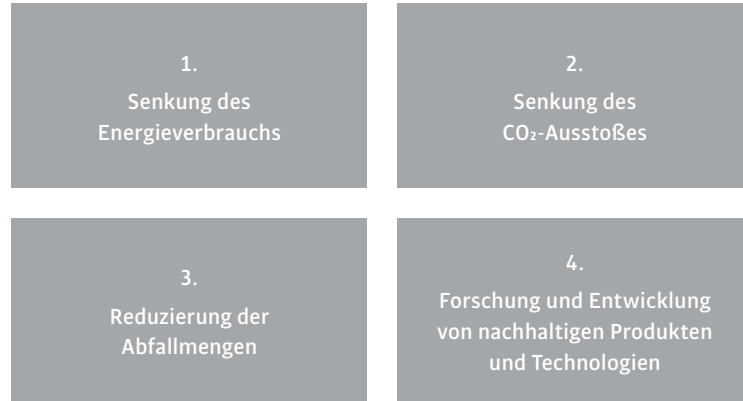 1.
Senkung des
Energieverbrauchs
2.
Senkung des
CO₂-Ausstoßes
3.
Reduzierung der
Abfallmengen
4.
Forschung und Entwicklung
von nachhaltigen Produkten
und Technologien